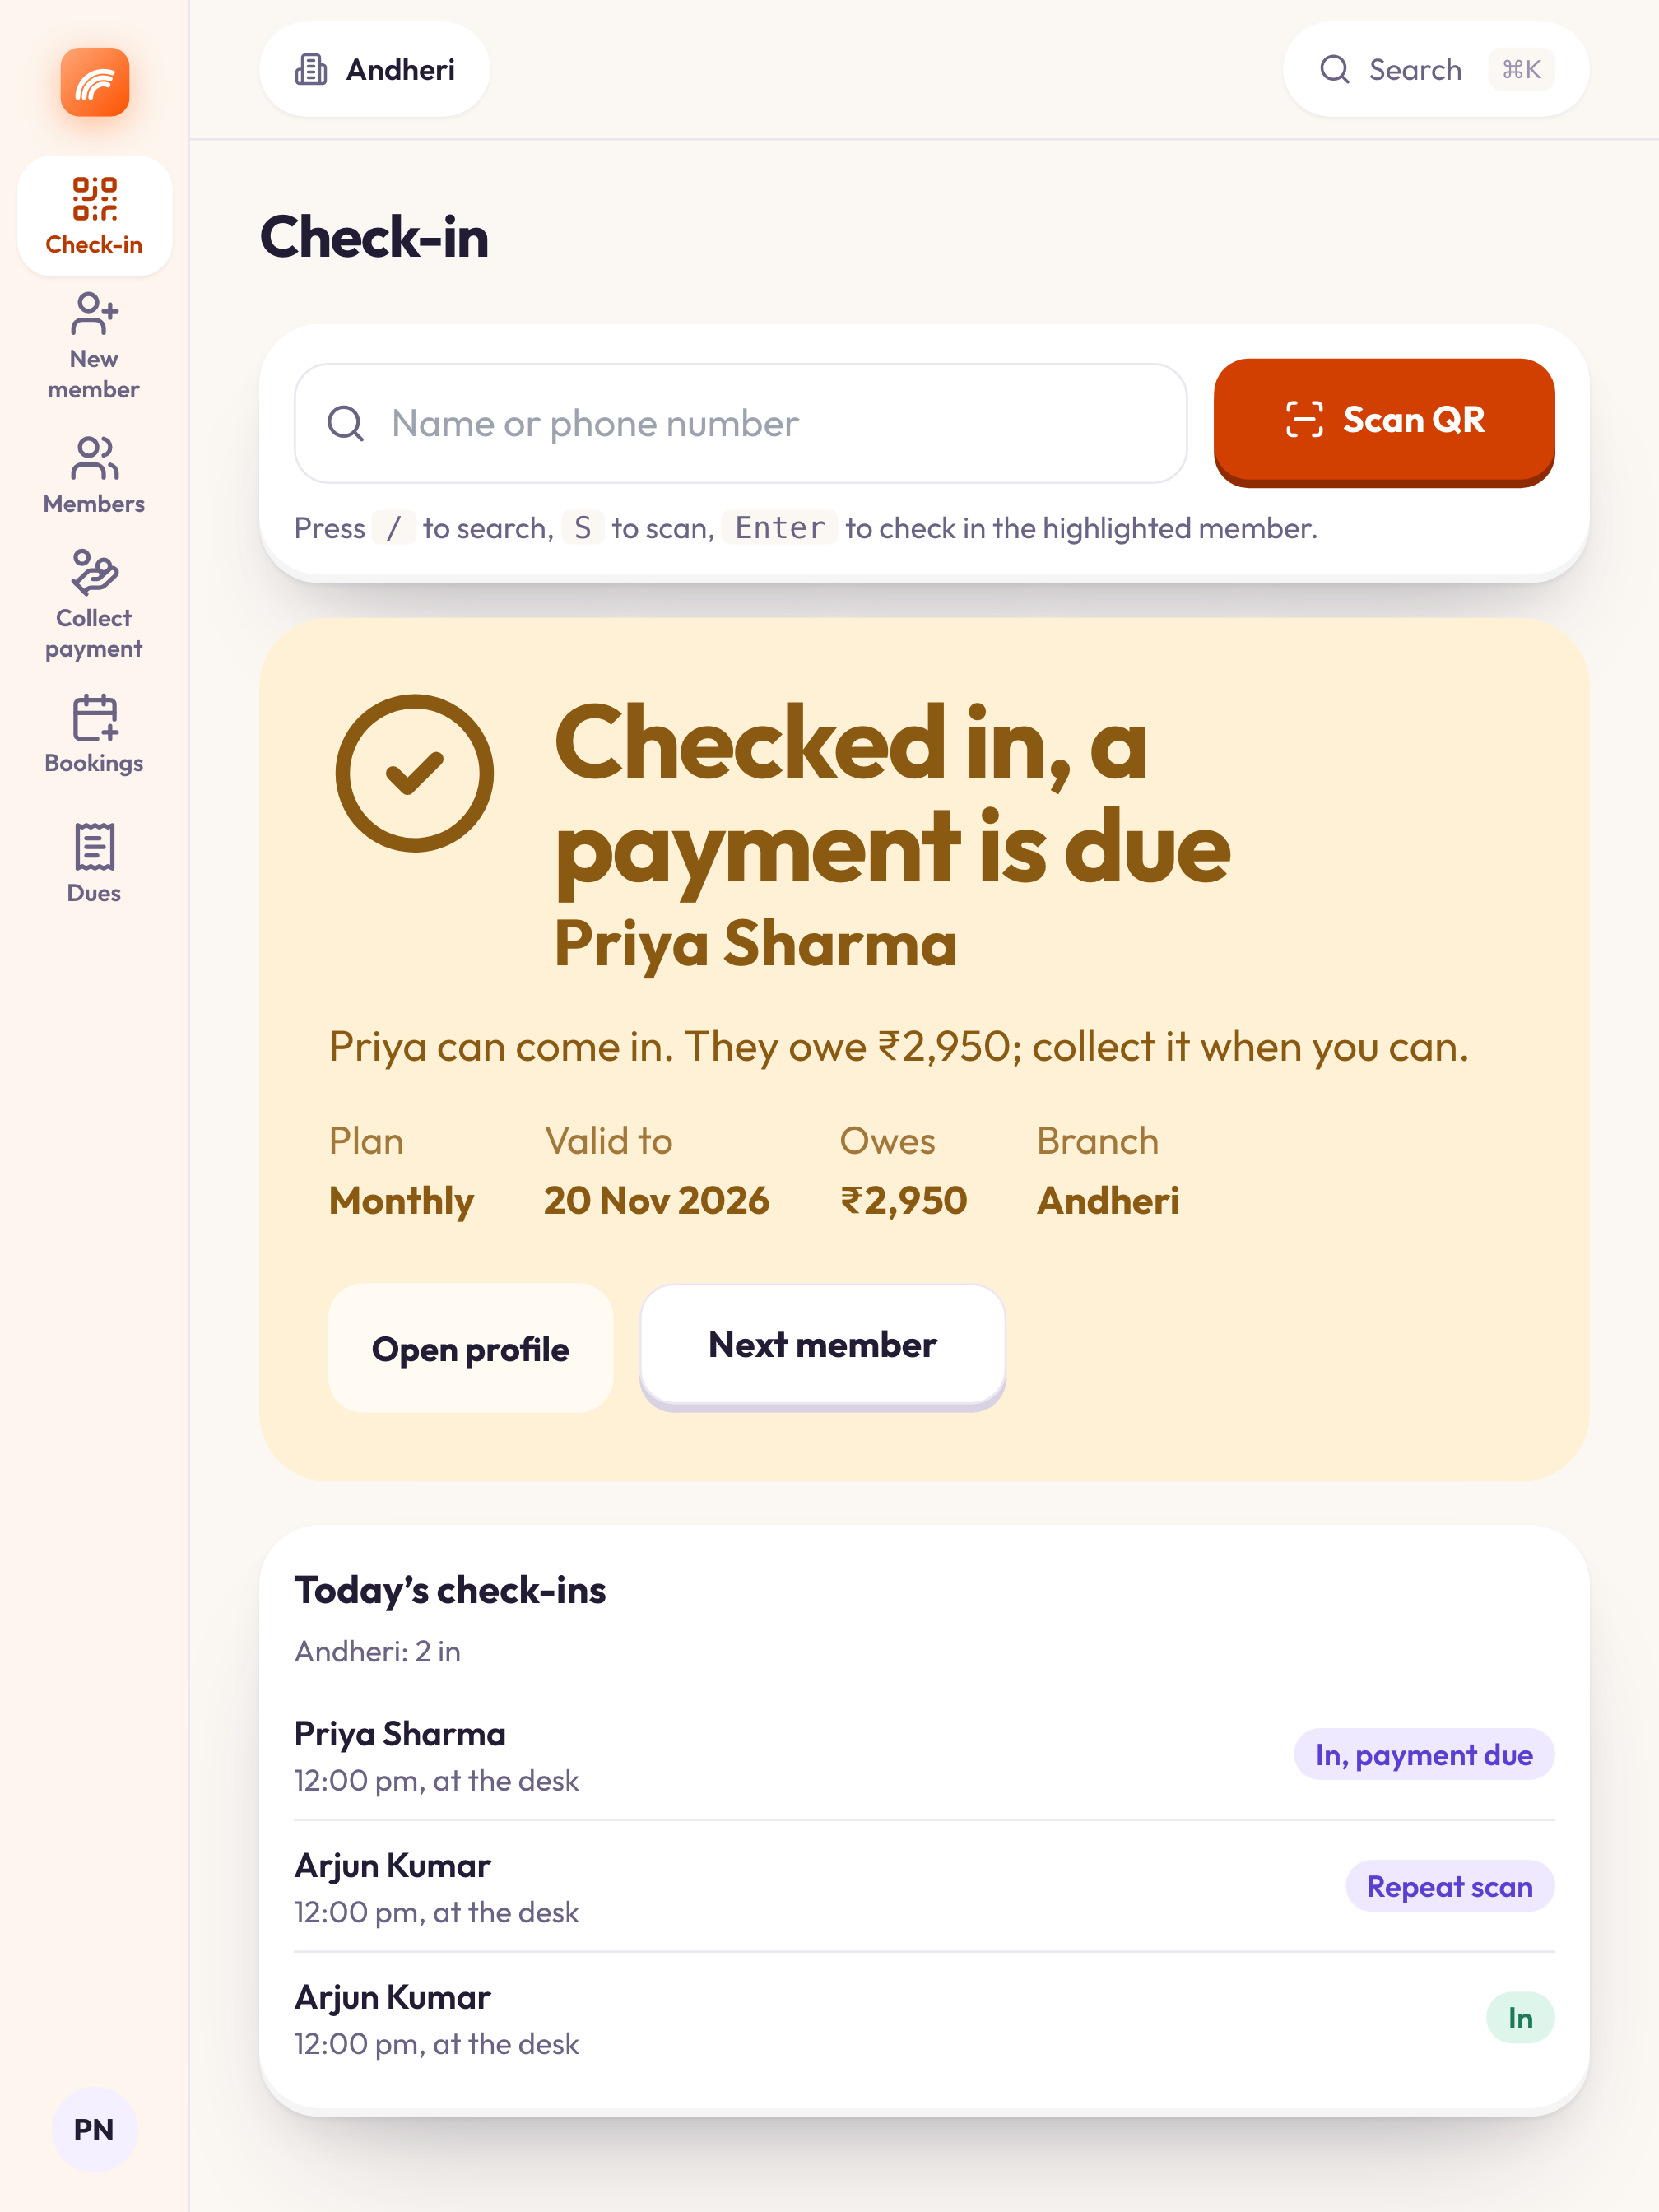 Andheri
Search ⌘K
Check-in
New
member
Members
Collect
payment
Bookings
Dues
PN
Check-in
Name or phone number
Scan QR
Press / to search, S to scan, Enter to check in the highlighted member.
Checked in, a
payment is due
Priya Sharma
Priya can come in. They owe ₹2,950; collect it when you can.
Plan Valid to Owes Branch
Monthly 20 Nov 2026 ₹2,950 Andheri
Open profile Next member
Today’s check-ins
Andheri: 2 in
Priya Sharma
12:00 pm, at the desk
In, payment due
Arjun Kumar
12:00 pm, at the desk
Repeat scan
Arjun Kumar
12:00 pm, at the desk
In